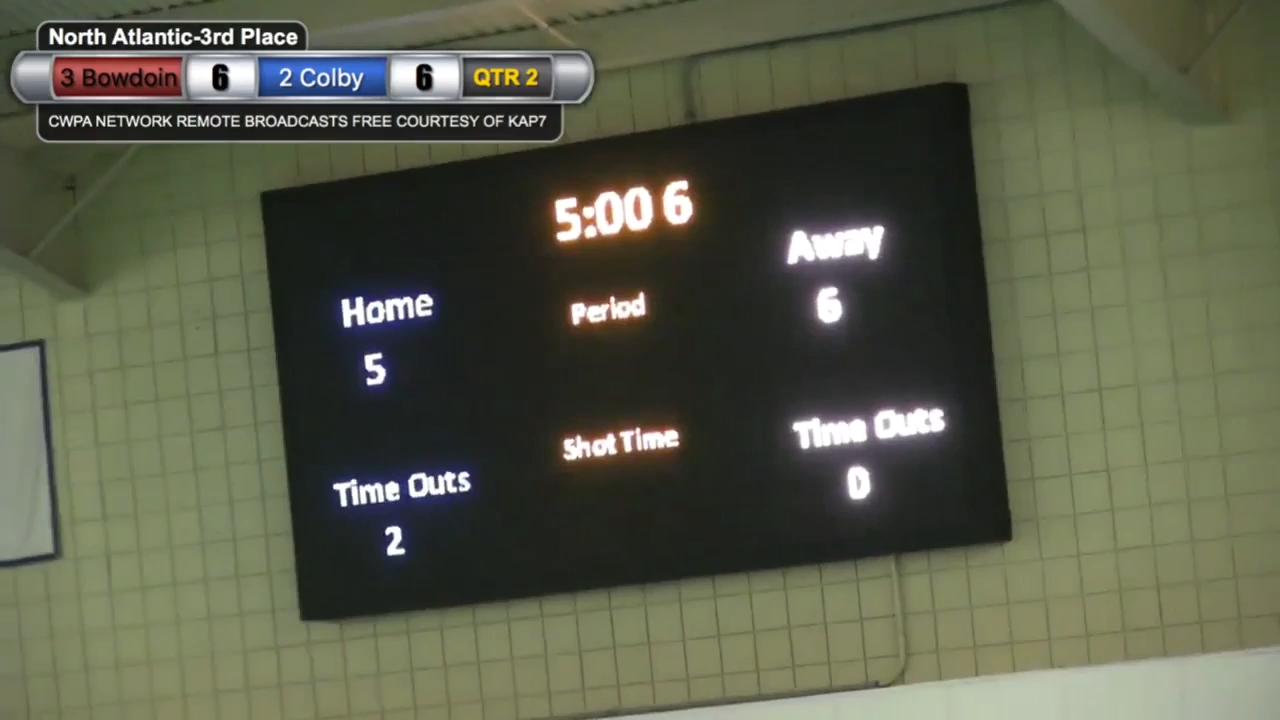 North Atlantic-3rd Place
3 Bowdoin 6 2 Colby 6 QTR 2
CWPA NETWORK REMOTE BROADCASTS FREE COURTESY OF KAP7
5:00 6
Home Period Away
5 6
Time Outs Shot Time Time Outs
2 0